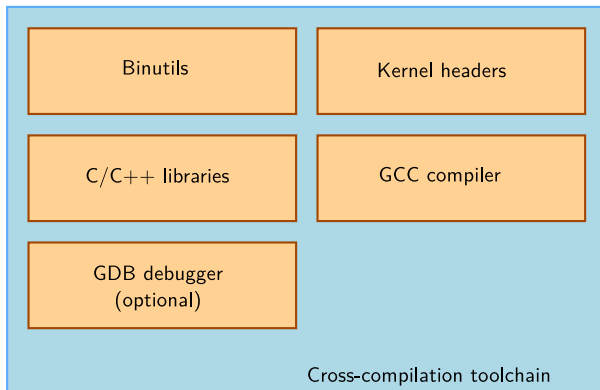 Binutils
Kernel headers
C/C++ libraries
GCC compiler
GDB debugger
(optional)
Cross-compilation toolchain